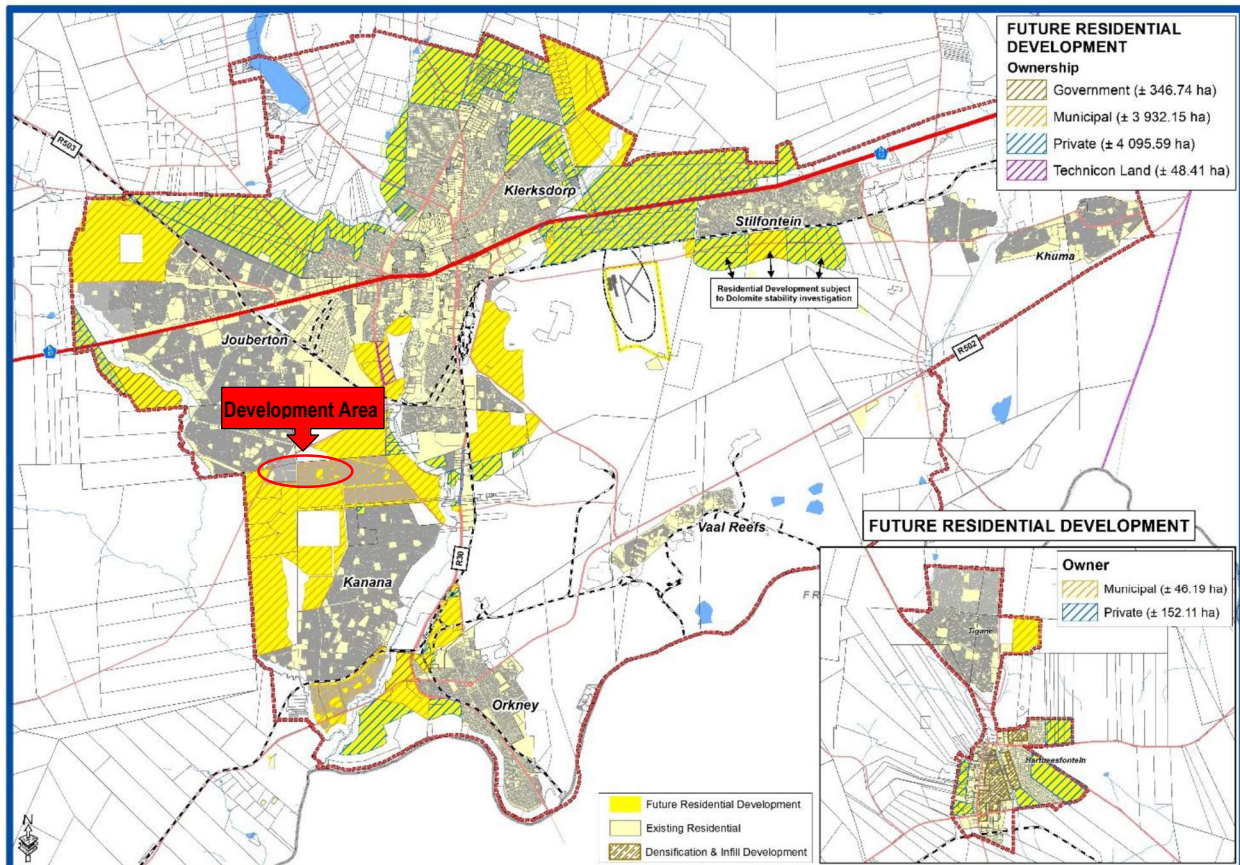 FUTURE RESIDENTIAL
DEVELOPMENT
Ownership
Government (± 346.74 ha)
Municipal (± 3 932.15 ha)
Private (± 4 095.59 ha)
Technicon Land (± 48.41 ha)
R503
Klerksdorp
Stilfontein
Khuma
Residential Development subject
to Dolomite stability investigation
Jouberton
R502
Development Area
Vaal Reefs
R30
Kanana
FR
Orkney
FUTURE RESIDENTIAL DEVELOPMENT
Owner
Municipal (± 46.19 ha)
Private (± 152.11 ha)
Tigane
Hartbeesfontein
Future Residential Development
Existing Residential
Densification & Infill Development
N